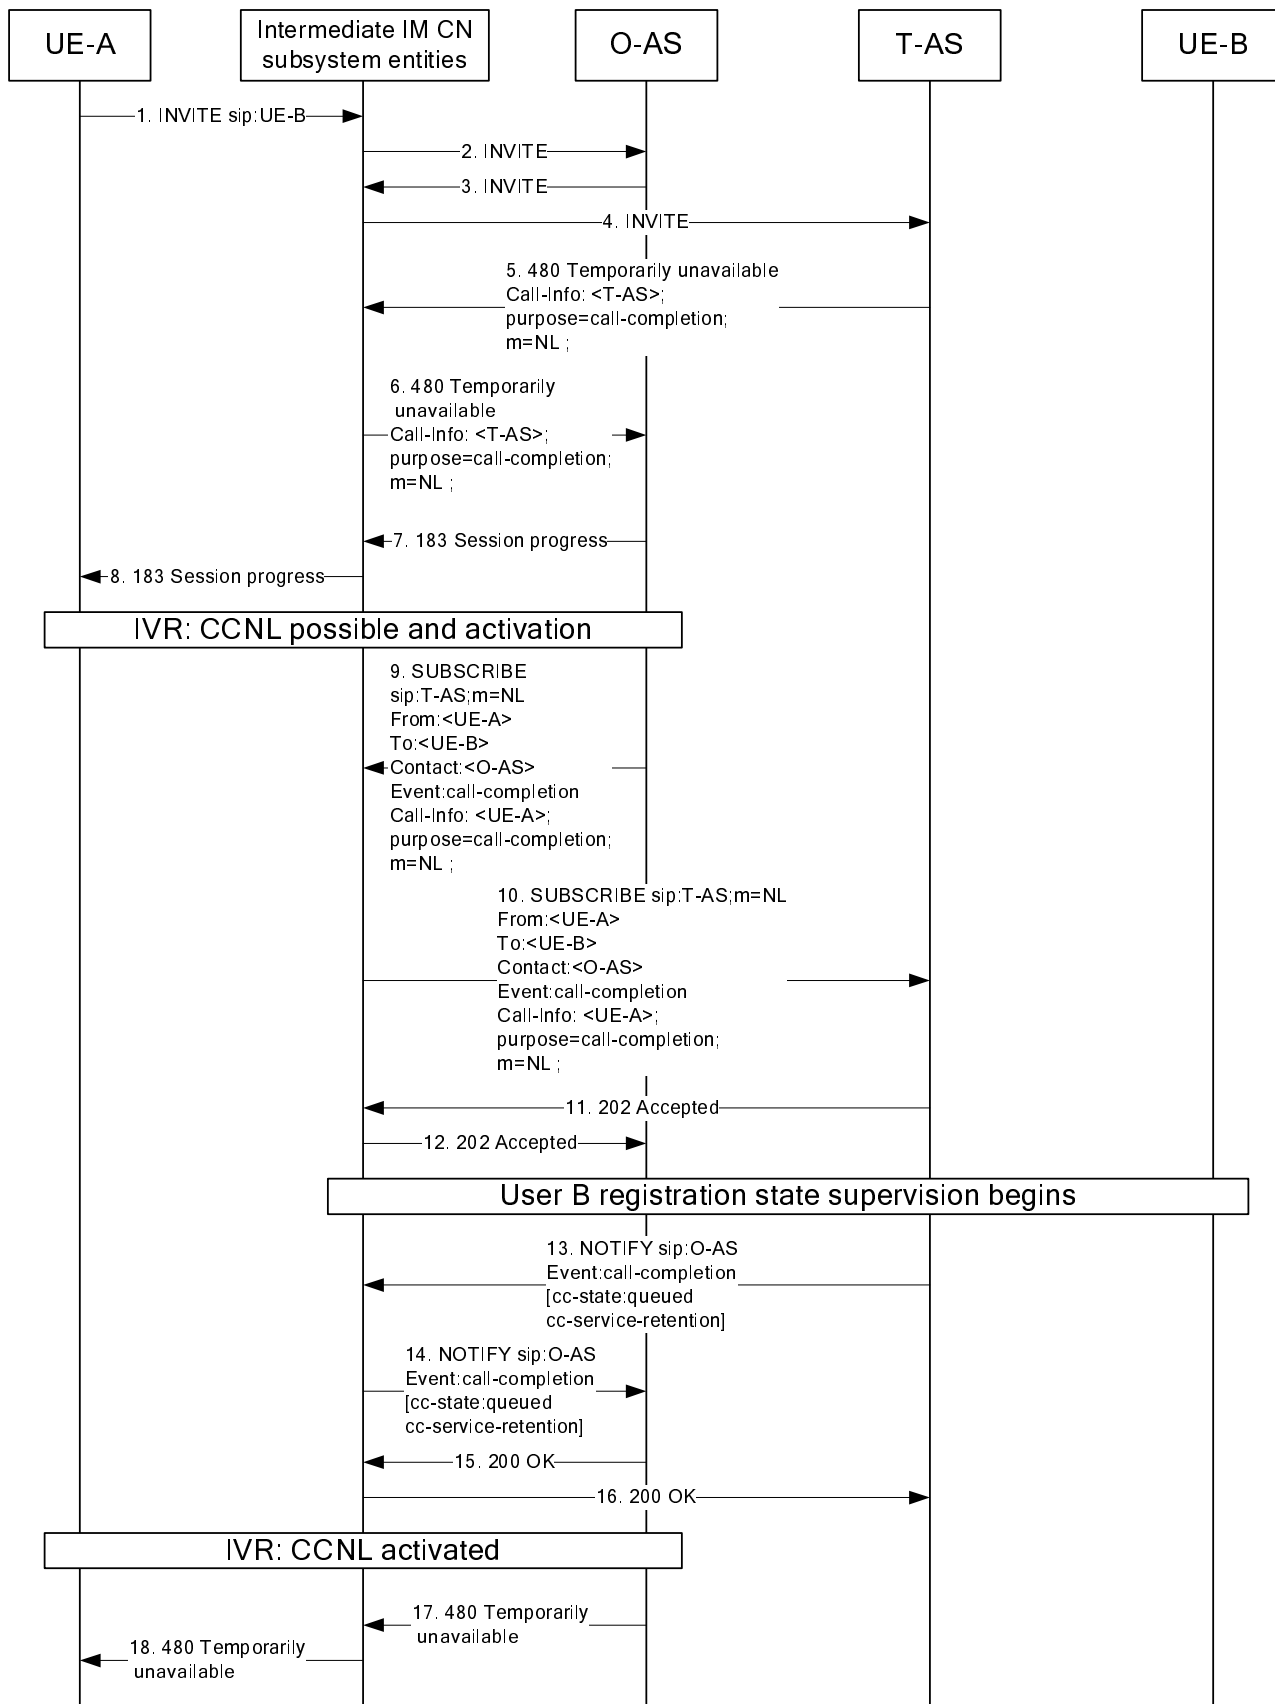 UE-A
Intermediate IM CN
subsystem entities
O-AS
T-AS
UE-B
1. INVITE sip:UE-B
2. INVITE
3. INVITE
4. INVITE
5. 480 Temporarily unavailable
Call-Info: <T-AS>;
purpose=call-completion;
m=NL ;
6. 480 Temporarily
unavailable
Call-Info: <T-AS>;
purpose=call-completion;
m=NL ;
7. 183 Session progress
8. 183 Session progress
IVR: CCNL possible and activation
9. SUBSCRIBE
sip:T-AS;m=NL
From:<UE-A>
To:<UE-B>
Contact:<O-AS>
Event:call-completion
Call-Info: <UE-A>;
purpose=call-completion;
m=NL ;
10. SUBSCRIBE sip:T-AS;m=NL
From:<UE-A>
To:<UE-B>
Contact:<O-AS>
Event:call-completion
Call-Info: <UE-A>;
purpose=call-completion;
m=NL ;
11. 202 Accepted
12. 202 Accepted
User B registration state supervision begins
13. NOTIFY sip:O-AS
Event:call-completion
[cc-state:queued
cc-service-retention]
14. NOTIFY sip:O-AS
Event:call-completion
[cc-state:queued
cc-service-retention]
15. 200 OK
16. 200 OK
IVR: CCNL activated
17. 480 Temporarily
unavailable
18. 480 Temporarily
unavailable